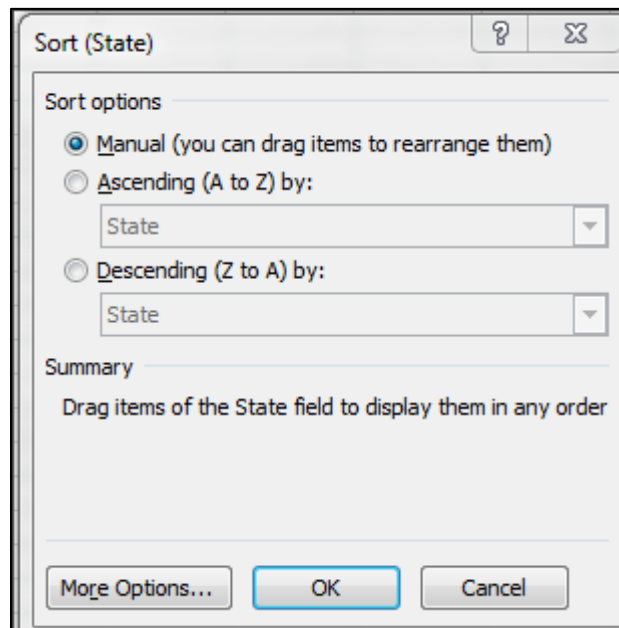 Sort (State)
Sort options
Manual (you can drag items to rearrange them)
Ascending (A to Z) by:
State
Descending (Z to A) by:
State
Summary
Drag items of the State field to display them in any order
More Options...
OK
Cancel